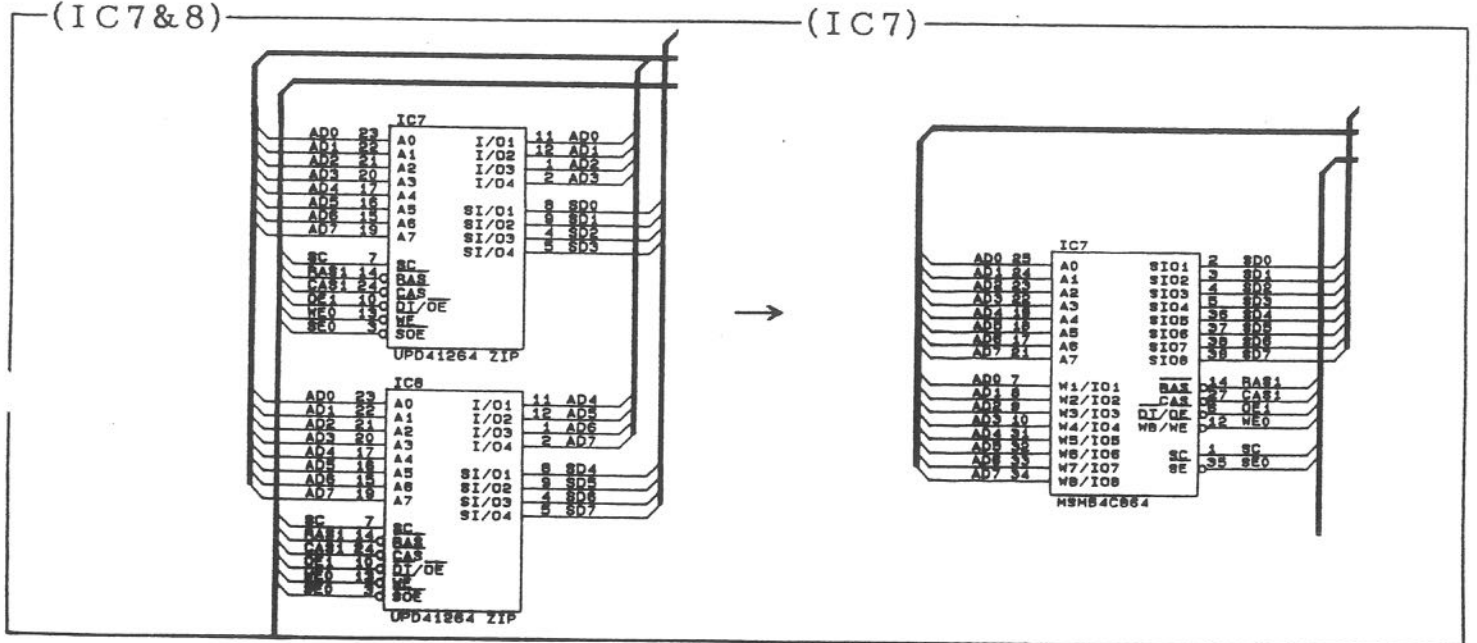 (IC7&8)
(IC7)
IC7
AD0 23 A0 I/O1 11 AD0
AD1 22 A1 I/O2 12 AD1
AD2 21 A2 I/O3 1 AD2
AD3 20 A3 I/O4 2 AD3
AD4 17 A4
AD5 16 A5 SI/O1 8 SD0
AD6 15 A6 SI/O2 9 SD1
AD7 19 A7 SI/O3 4 SD2
SI/O4 5 SD3
SC 7 SC
RAS1 14 RAS
CAS1 24 CAS
OE1 10 DT/OE
WE0 13 WE
SE0 3 SOE
UPD41264 ZIP
IC8
AD0 23 A0 I/O1 11 AD4
AD1 22 A1 I/O2 12 AD5
AD2 21 A2 I/O3 1 AD6
AD3 20 A3 I/O4 2 AD7
AD4 17 A4
AD5 16 A5 SI/O1 8 SD4
AD6 15 A6 SI/O2 9 SD5
AD7 19 A7 SI/O3 4 SD6
SI/O4 5 SD7
SC 7 SC
RAS1 14 RAS
CAS1 24 CAS
OE1 10 DT/OE
WE0 13 WE
SE0 3 SOE
UPD41264 ZIP
→
IC7
AD0 25 A0 SIO1 2 SD0
AD1 24 A1 SIO2 3 SD1
AD2 23 A2 SIO3 4 SD2
AD3 22 A3 SIO4 5 SD3
AD4 19 A4 SIO5 36 SD4
AD5 18 A5 SIO6 37 SD5
AD6 17 A6 SIO7 38 SD6
AD7 21 A7 SIO8 SD7
AD0 7 W1/IO1 RAS 14 RAS1
AD1 8 W2/IO2 CAS 27 CAS1
AD2 9 W3/IO3 DT/OE OE1
AD3 10 W4/IO4 WB/WE 12 WE0
AD4 31 W5/IO5
AD5 32 W6/IO6 SC 1 SC
AD6 33 W7/IO7 SE 35 SE0
AD7 34 W8/IO8